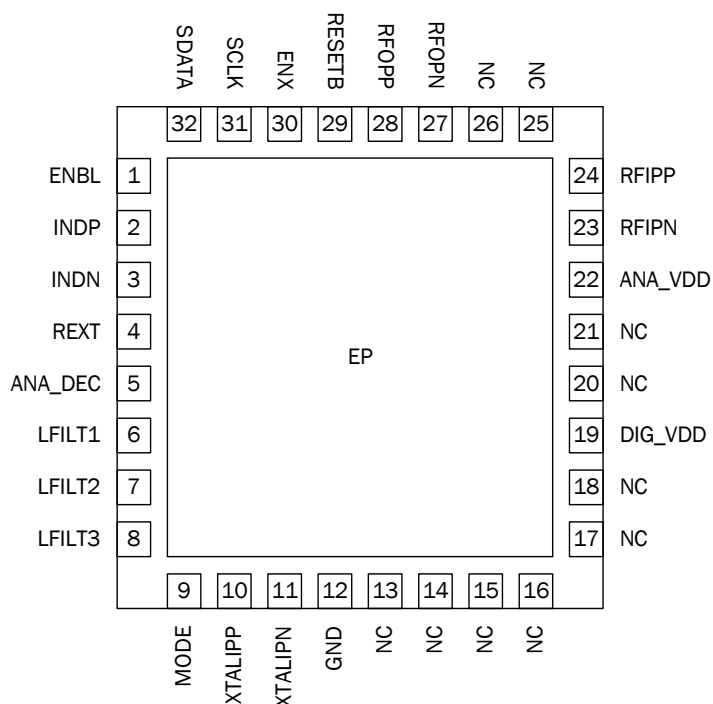 SDATA
SCLK
ENX
RESETB
RFOPP
RFOPN
NC
NC
32 31 30 29 28 27 26 25
ENBL 1
INDP 2
INDN 3
REXT 4
ANA_DEC 5
LFILT1 6
LFILT2 7
LFILT3 8
EP
24 RFIPP
23 RFIPN
22 ANA_VDD
21 NC
20 NC
19 DIG_VDD
18 NC
17 NC
9 10 11 12 13 14 15 16
MODE
XTALIPP
XTALIPN
GND
NC
NC
NC
NC